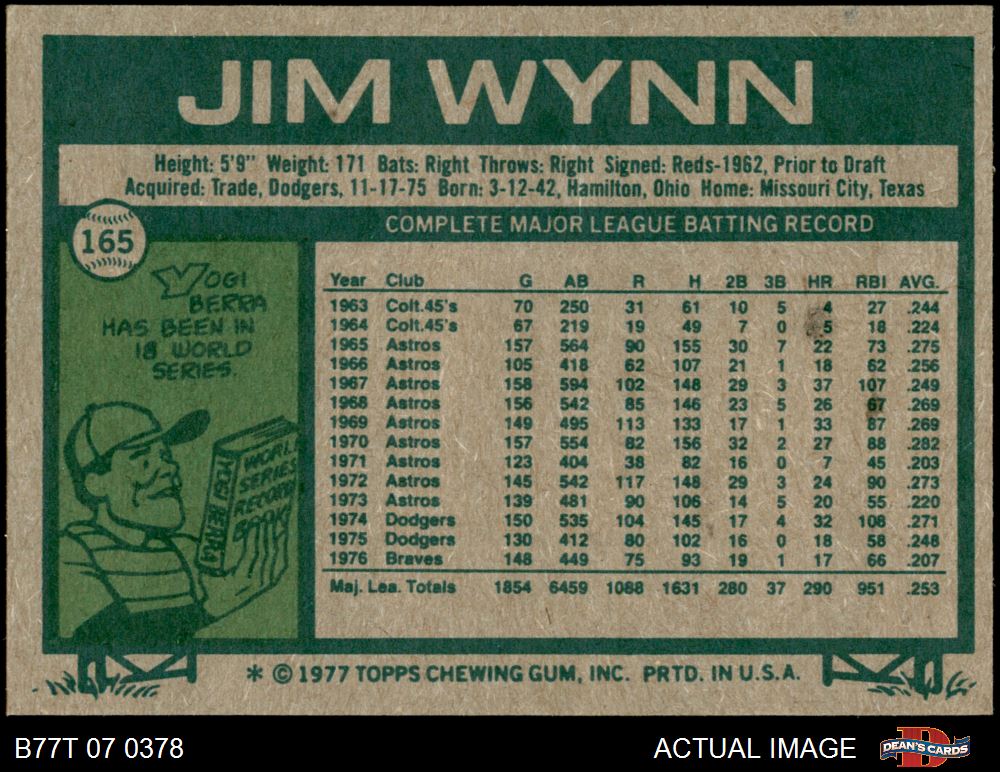 JIM WYNN
Height: 5'9" Weight: 171 Bats: Right Throws: Right Signed: Reds-1962, Prior to Draft
Acquired: Trade, Dodgers, 11-17-75 Born: 3-12-42, Hamilton, Ohio Home: Missouri City, Texas
165
COMPLETE MAJOR LEAGUE BATTING RECORD
YOGI
BERRA
HAS BEEN IN
18 WORLD
SERIES.
WORLD
SERIES
RECORD
BOOK
YOGI BERRA
Year Club G AB R H 2B 3B HR RBI AVG.
1963 Colt.45's 70 250 31 61 10 5 4 27 .244
1964 Colt.45's 67 219 19 49 7 0 5 18 .224
1965 Astros 157 564 90 155 30 7 22 73 .275
1966 Astros 105 418 62 107 21 1 18 62 .256
1967 Astros 158 594 102 148 29 3 37 107 .249
1968 Astros 156 542 85 146 23 5 26 67 .269
1969 Astros 149 495 113 133 17 1 33 87 .269
1970 Astros 157 554 82 156 32 2 27 88 .282
1971 Astros 123 404 38 82 16 0 7 45 .203
1972 Astros 145 542 117 148 29 3 24 90 .273
1973 Astros 139 481 90 106 14 5 20 55 .220
1974 Dodgers 150 535 104 145 17 4 32 108 .271
1975 Dodgers 130 412 80 102 16 0 18 58 .248
1976 Braves 148 449 75 93 19 1 17 66 .207
Maj. Lea. Totals 1854 6459 1088 1631 280 37 290 951 .253
* © 1977 TOPPS CHEWING GUM, INC. PRTD. IN U.S.A.
B77T 07 0378
ACTUAL IMAGE
DEAN'S CARDS